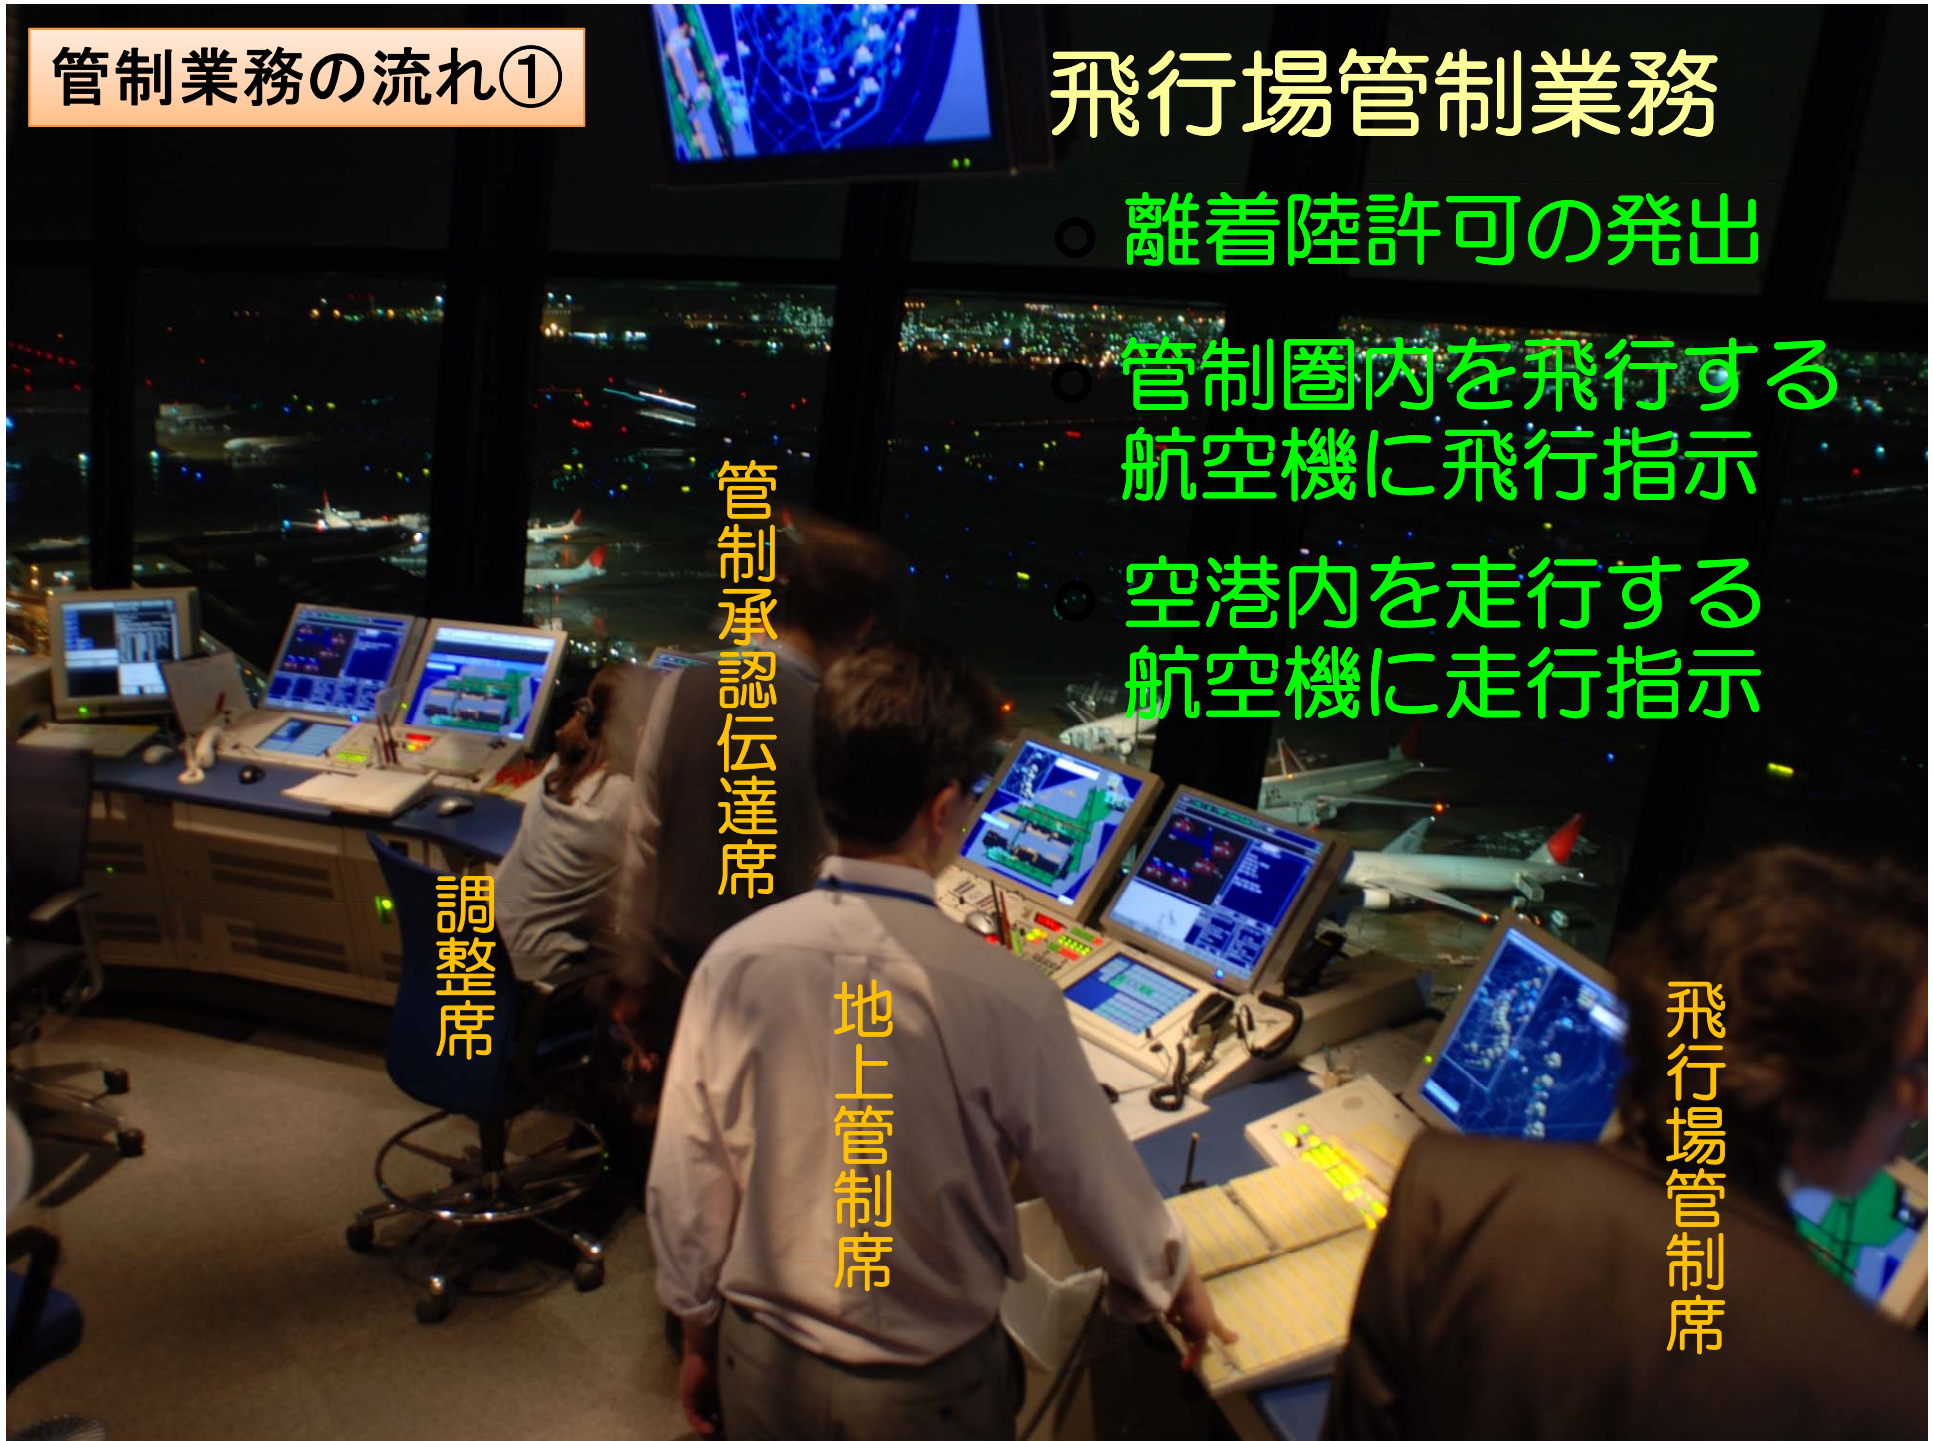 管制業務の流れ①
飛行場管制業務
離着陸許可の発出
管制圏内を飛行する
航空機に飛行指示
空港内を走行する
航空機に走行指示
管制承認伝達席
調整席
地上管制席
飛行場管制席